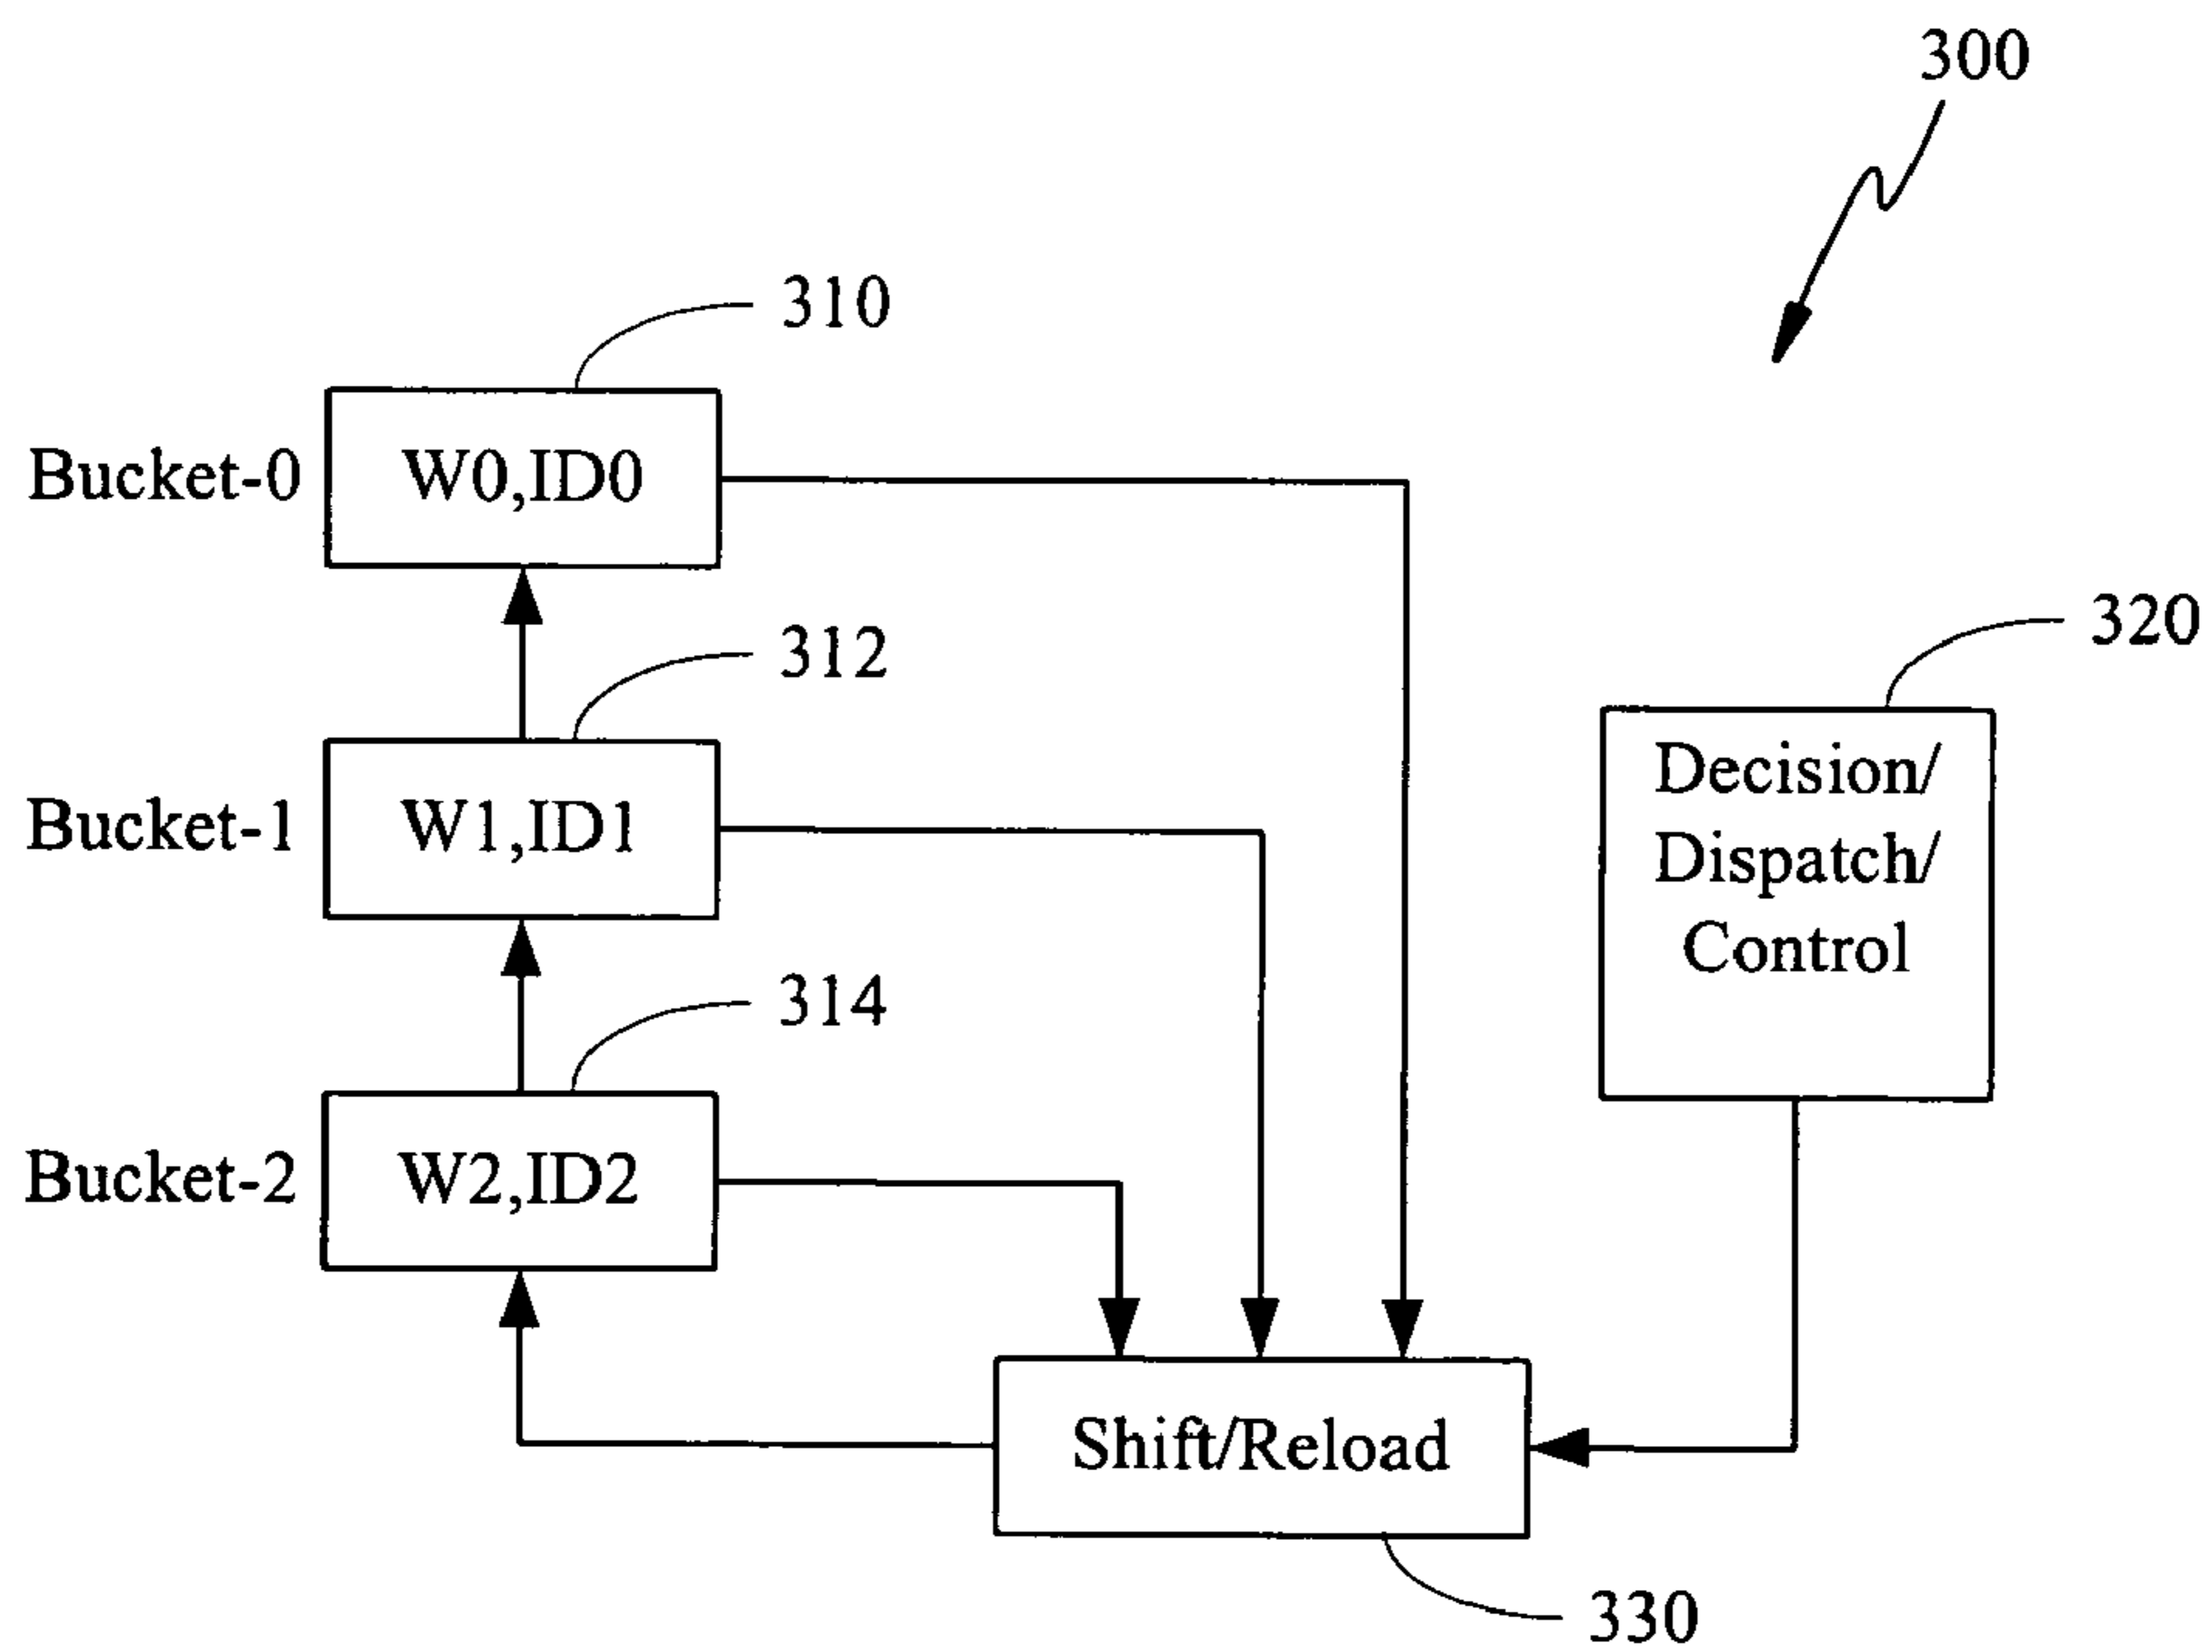 300
310
Bucket-0
W0,ID0
312
320
Bucket-1
W1,ID1
Decision/
Dispatch/
Control
314
Bucket-2
W2,ID2
Shift/Reload
330